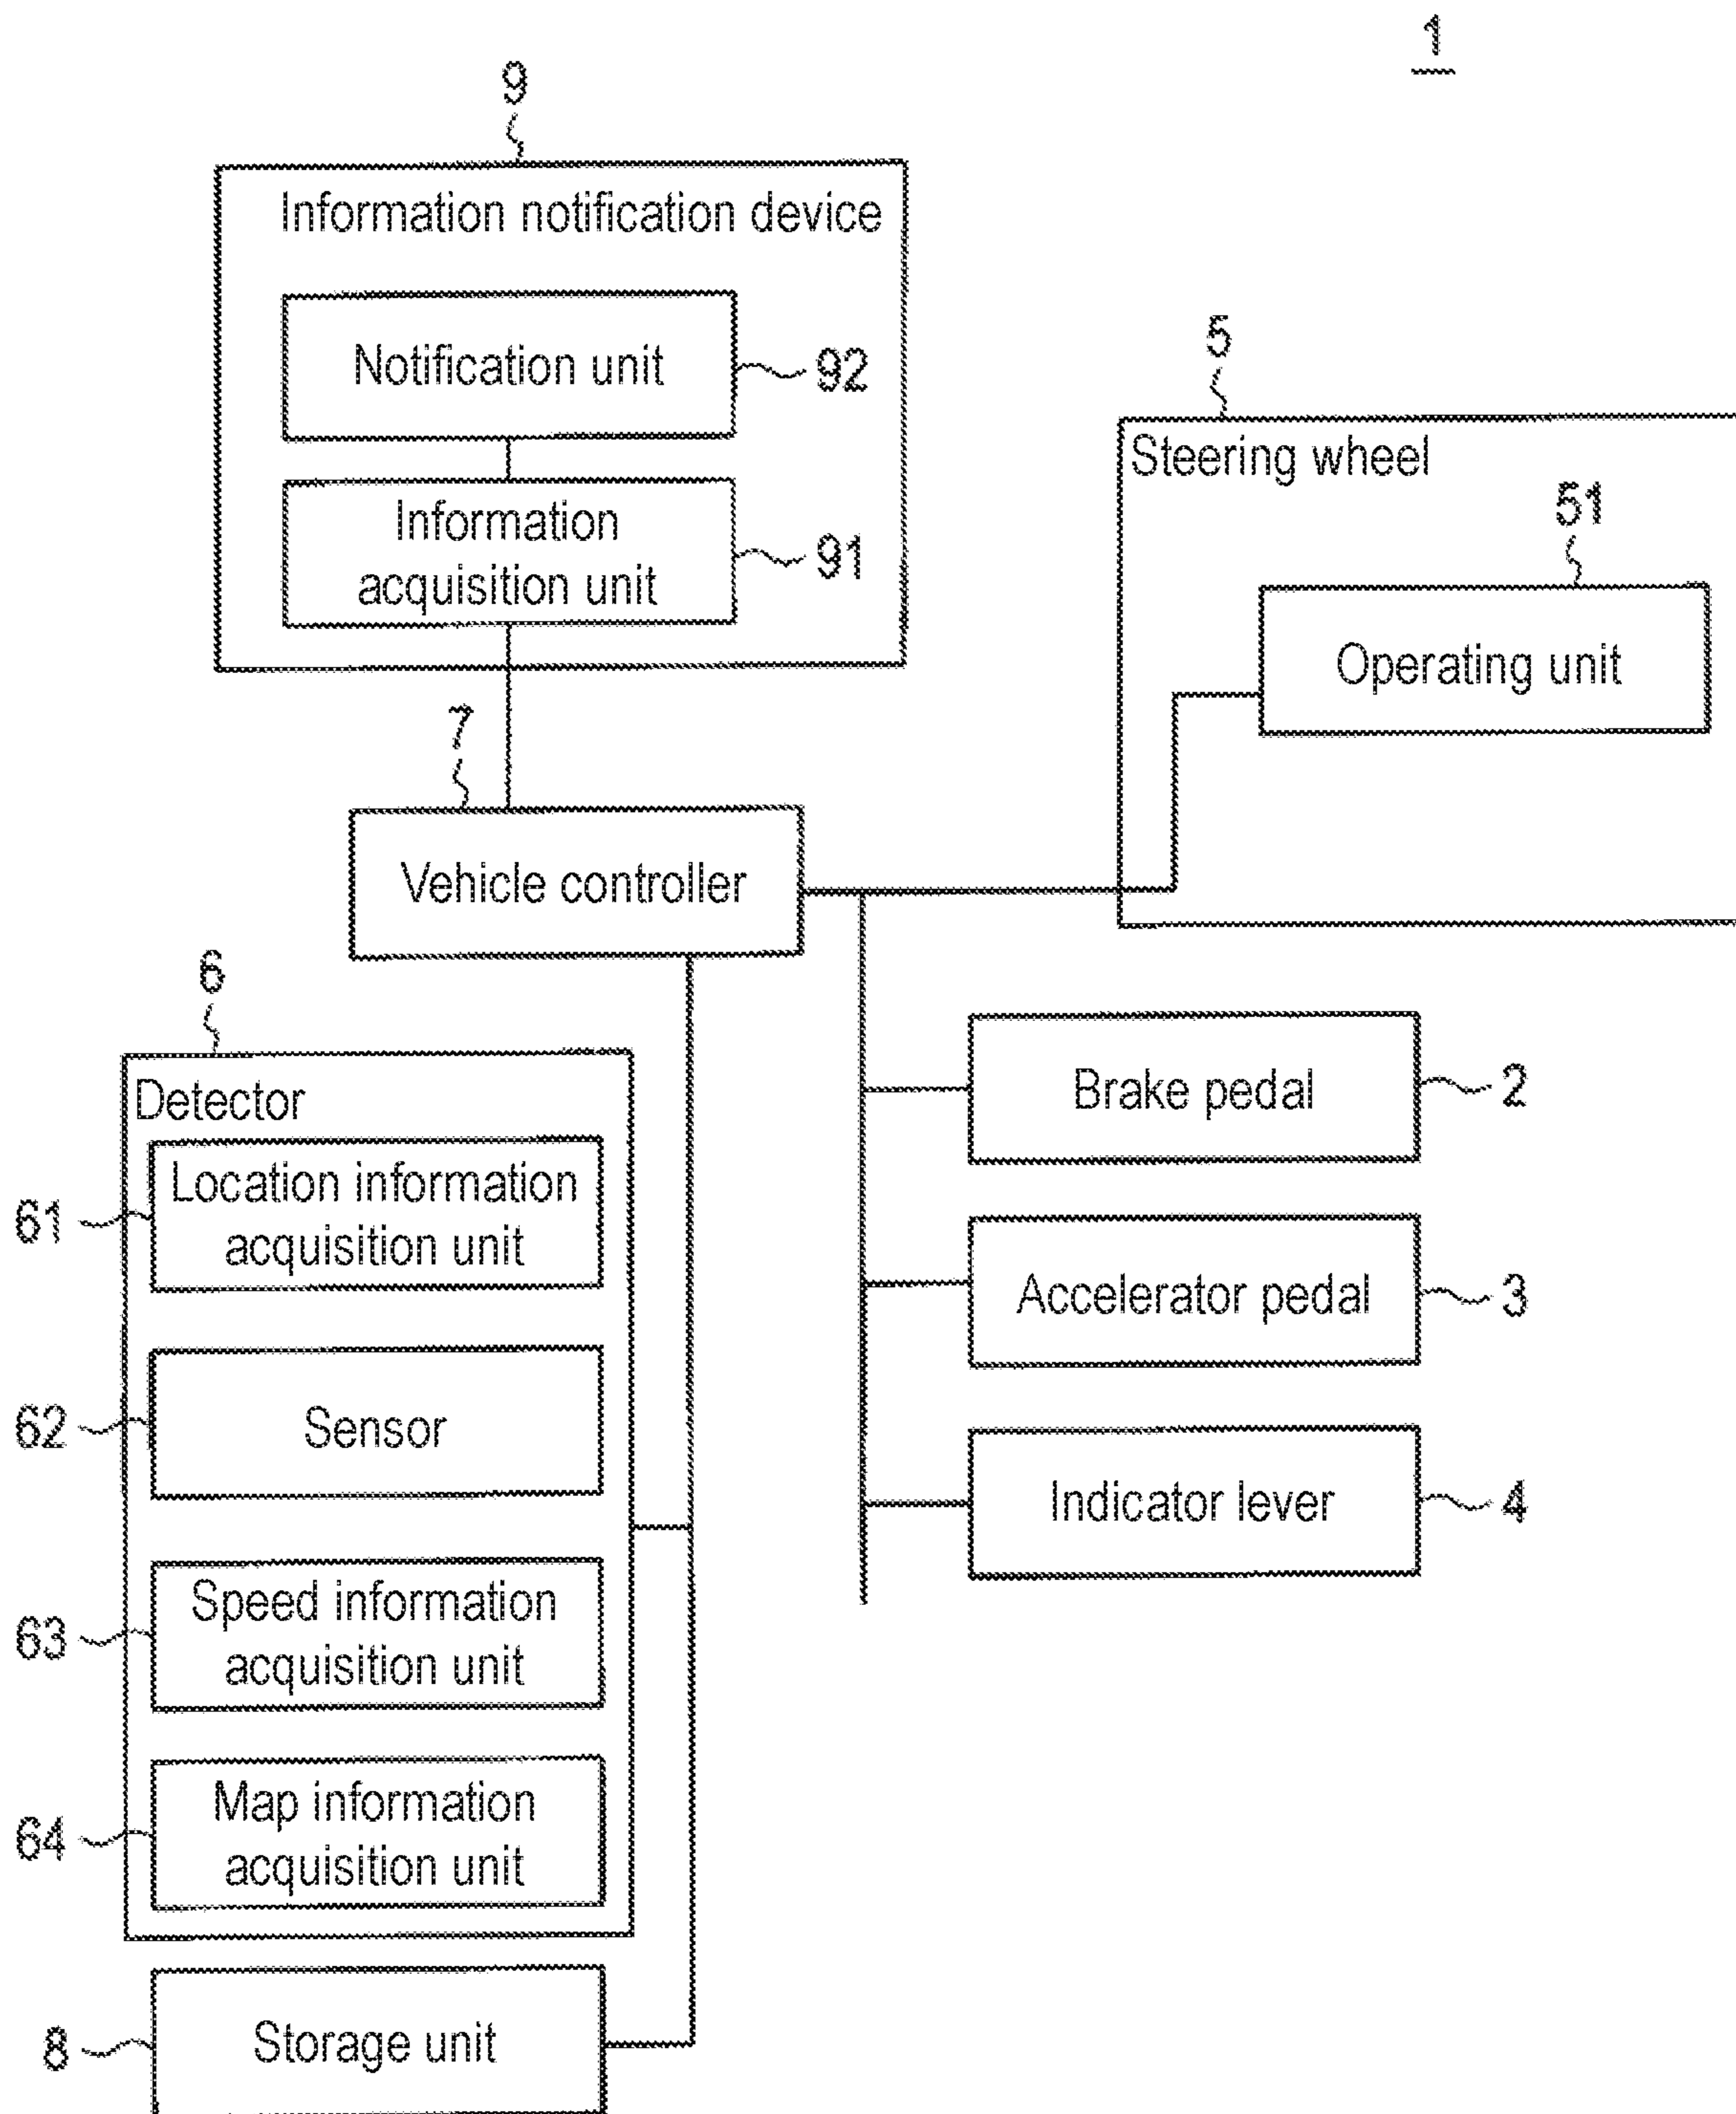 1
9
Information notification device
Notification unit
92
Information
acquisition unit
91
5
Steering wheel
51
Operating unit
7
Vehicle controller
6
Detector
Location information
acquisition unit
61
Sensor
62
Speed information
acquisition unit
63
Map information
acquisition unit
64
Storage unit
8
Brake pedal
2
Accelerator pedal
3
Indicator lever
4